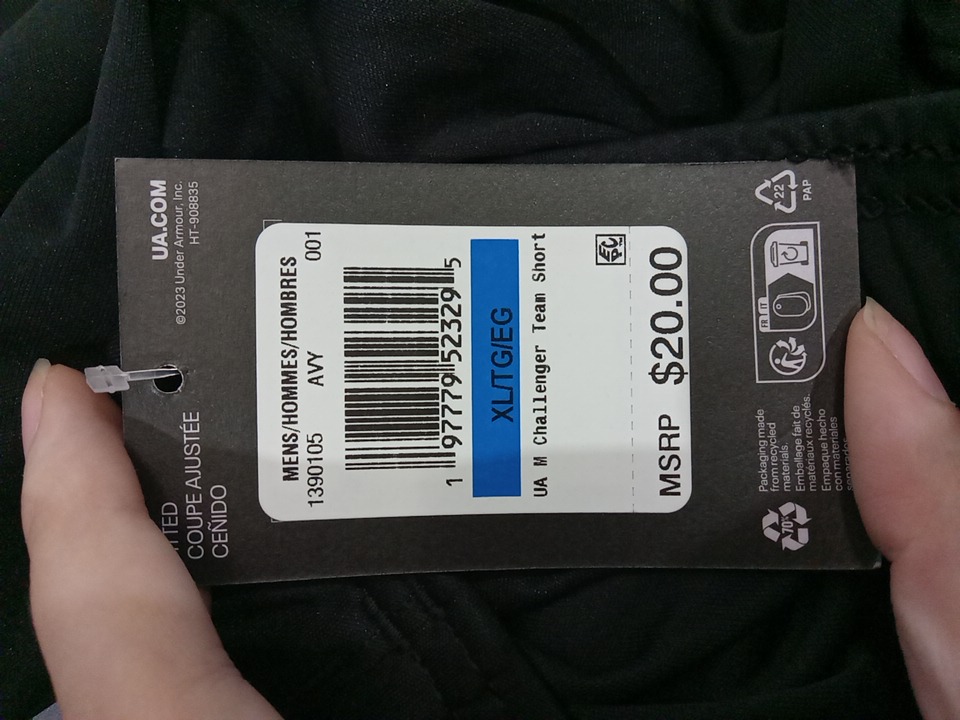 UA.COM
©2023 Under Armour, Inc.
HT-908835
COUPE AJUSTÉE
CEÑIDO
MENS/HOMMES/HOMBRES
1390105 AVY 001
1 97779 52329 5
XL/TG/EG
UA M Challenger Team Short
EPC
MSRP $20.00
70%
Packaging made
from recycled
materials.
Emballage fait de
matériaux recyclés.
Empaque hecho
con materiales
FR IT
22
PAP